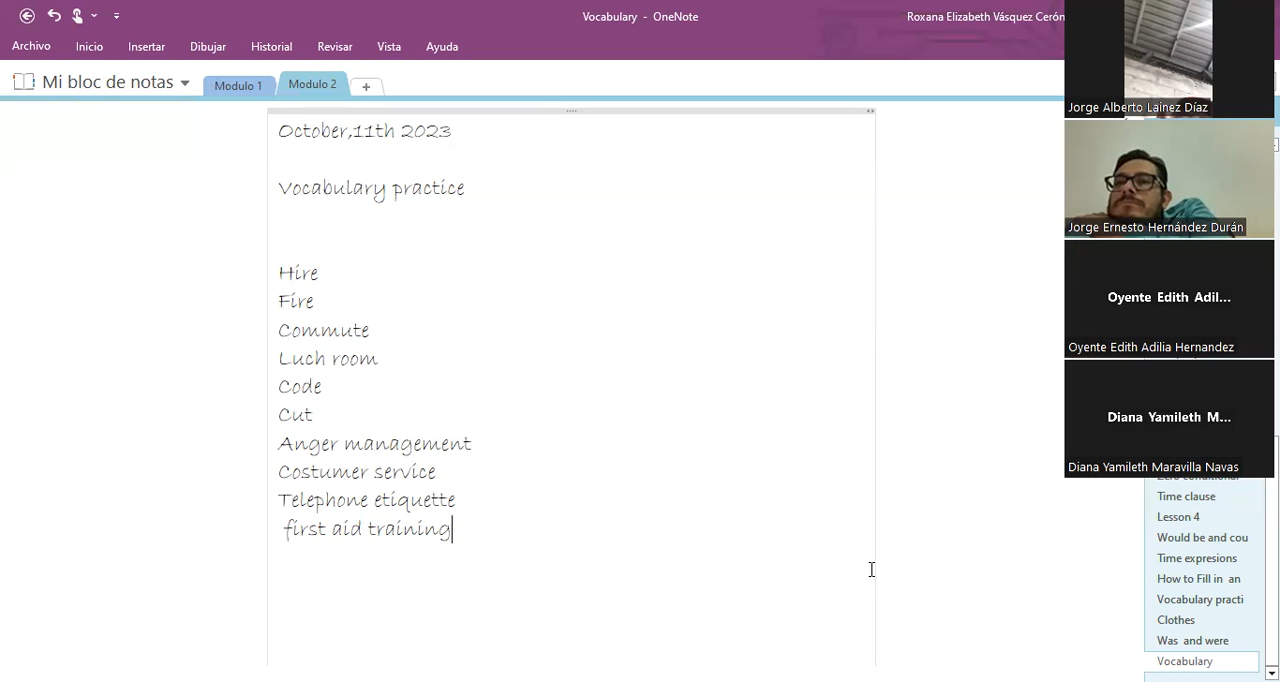 Vocabulary - OneNote
Roxana Elizabeth Vásquez Cerón
Archivo Inicio Insertar Dibujar Historial Revisar Vista Ayuda
Mi bloc de notas Modulo 1 Modulo 2 +
October,11th 2023
Vocabulary practice
Hire
Fire
Commute
Luch room
Code
Cut
Anger management
Costumer service
Telephone etiquette
first aid training
Jorge Alberto Lainez Díaz
Jorge Ernesto Hernández Durán
Oyente Edith Adil...
Oyente Edith Adilia Hernandez
Diana Yamileth M...
Diana Yamileth Maravilla Navas
Zero conditional
Time clause
Lesson 4
Would be and cou
Time expresions
How to Fill in an
Vocabulary practi
Clothes
Was and were
Vocabulary